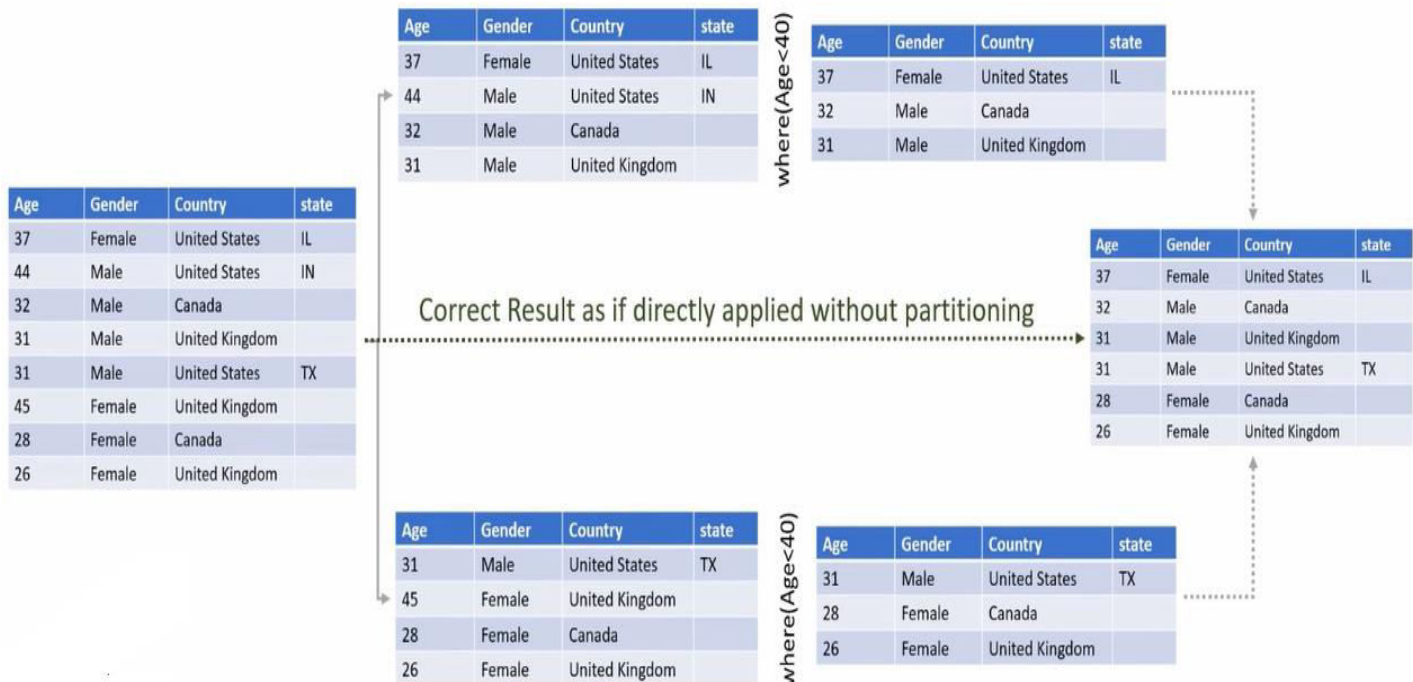 Age Gender Country state
37 Female United States IL
44 Male United States IN
32 Male Canada
31 Male United Kingdom
31 Male United States TX
45 Female United Kingdom
28 Female Canada
26 Female United Kingdom
Age Gender Country state
37 Female United States IL
44 Male United States IN
32 Male Canada
31 Male United Kingdom
where(Age<40)
Age Gender Country state
37 Female United States IL
32 Male Canada
31 Male United Kingdom
Correct Result as if directly applied without partitioning
Age Gender Country state
31 Male United States TX
45 Female United Kingdom
28 Female Canada
26 Female United Kingdom
where(Age<40)
Age Gender Country state
31 Male United States TX
28 Female Canada
26 Female United Kingdom
Age Gender Country state
37 Female United States IL
32 Male Canada
31 Male United Kingdom
31 Male United States TX
28 Female Canada
26 Female United Kingdom